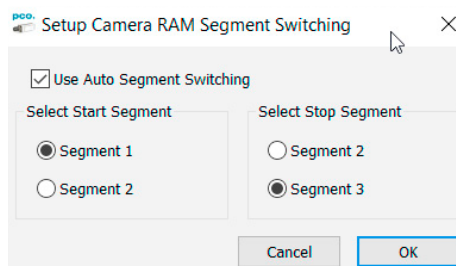 pco.
Setup Camera RAM Segment Switching
Use Auto Segment Switching
Select Start Segment
Select Stop Segment
Segment 1
Segment 2
Segment 2
Segment 3
Cancel
OK